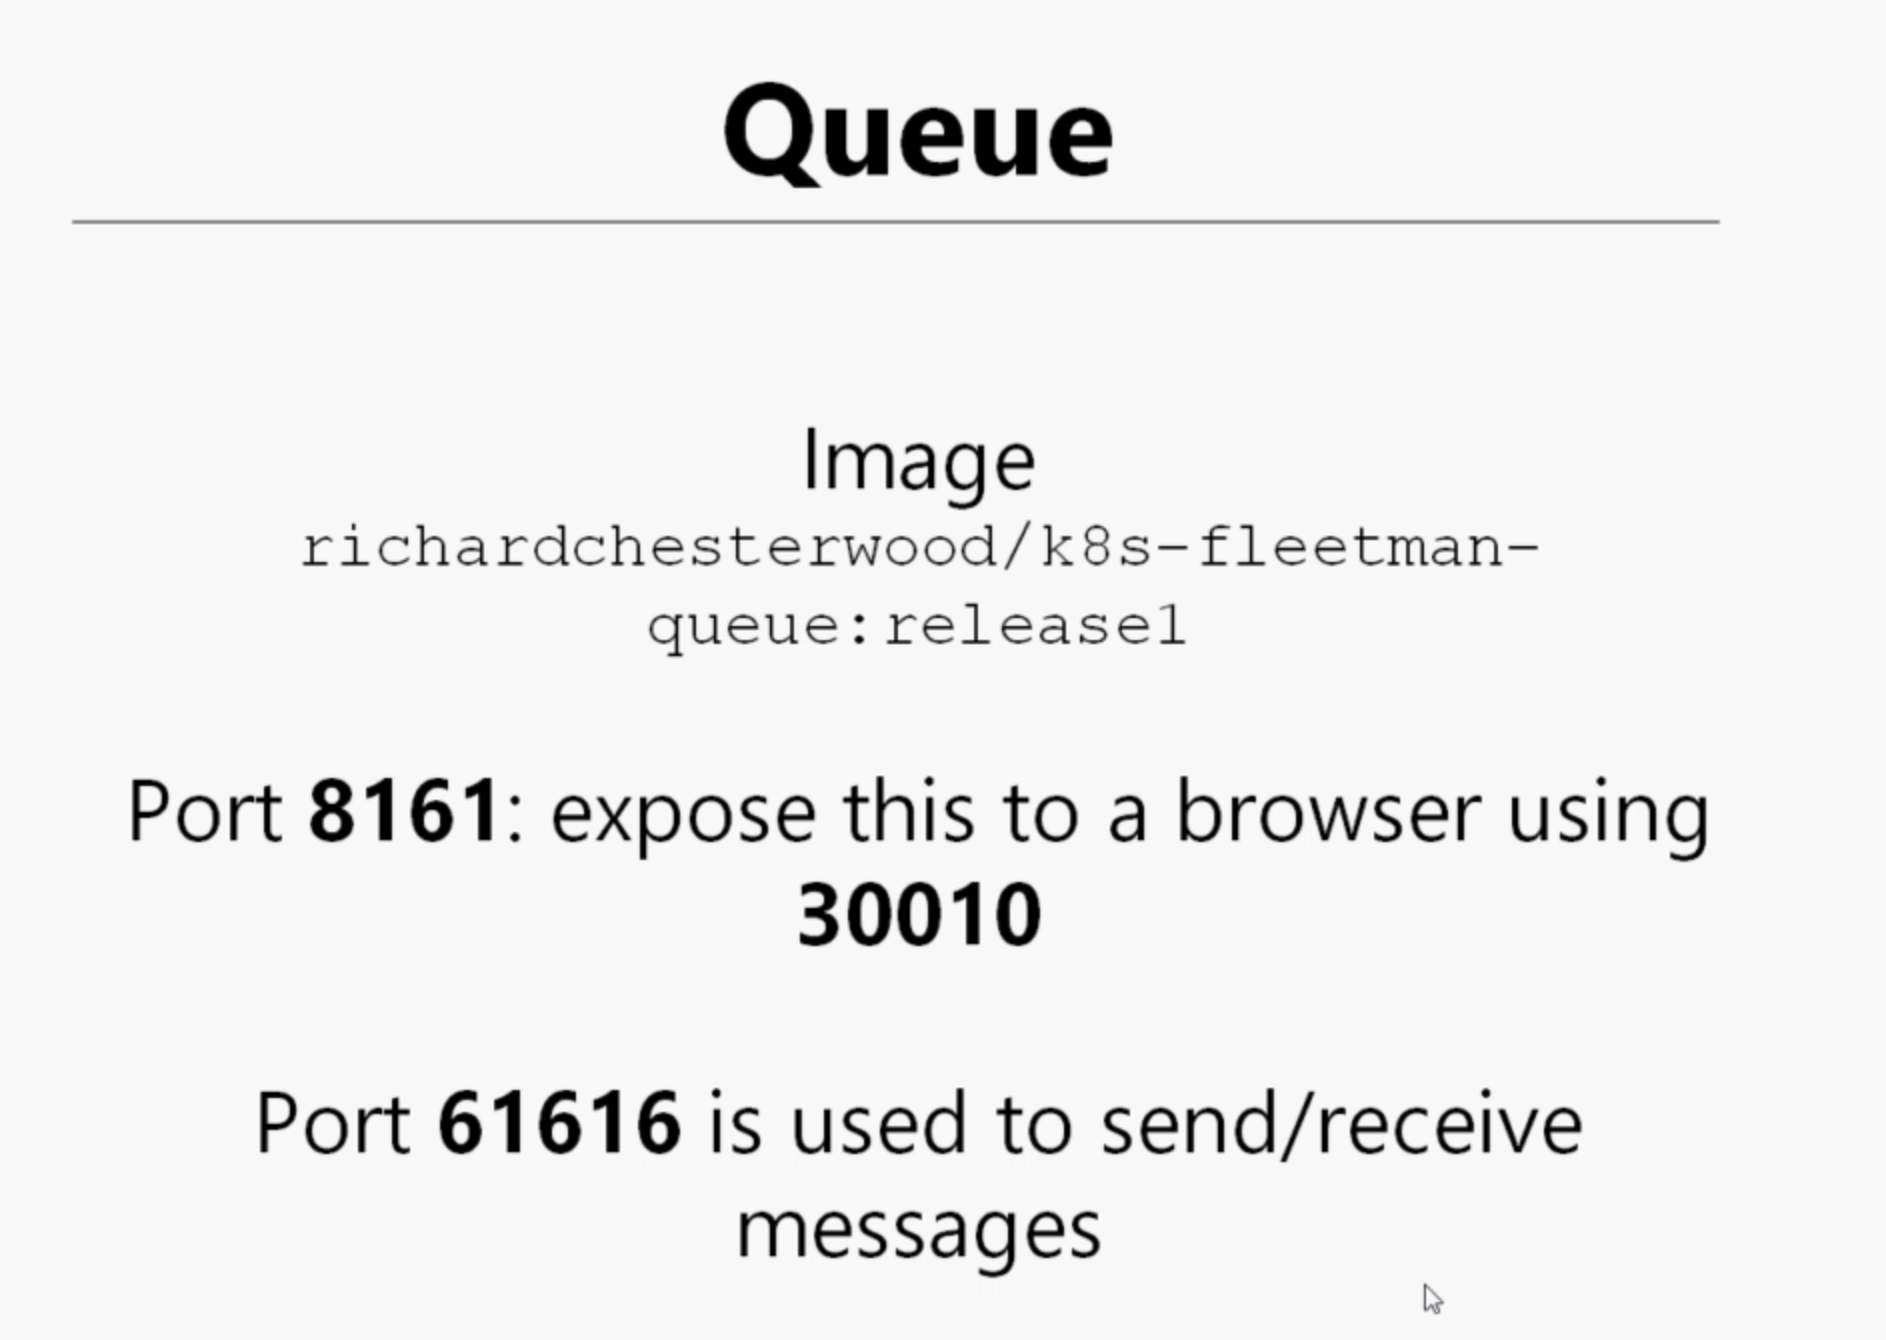 Queue
Image
richardchesterwood/k8s-fleetman-
queue:release1
Port 8161: expose this to a browser using
30010
Port 61616 is used to send/receive
messages